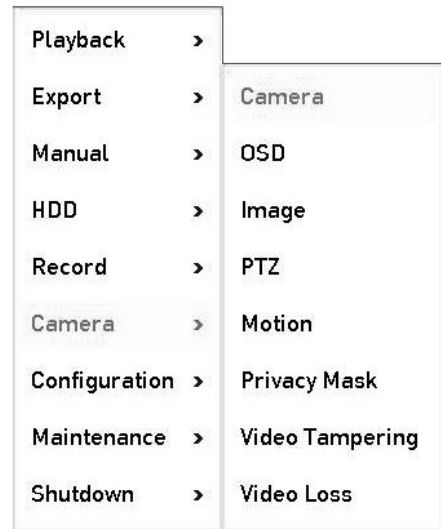 Playback >
Export >
Manual >
HDD >
Record >
Camera >
Configuration >
Maintenance >
Shutdown >
Camera
OSD
Image
PTZ
Motion
Privacy Mask
Video Tampering
Video Loss